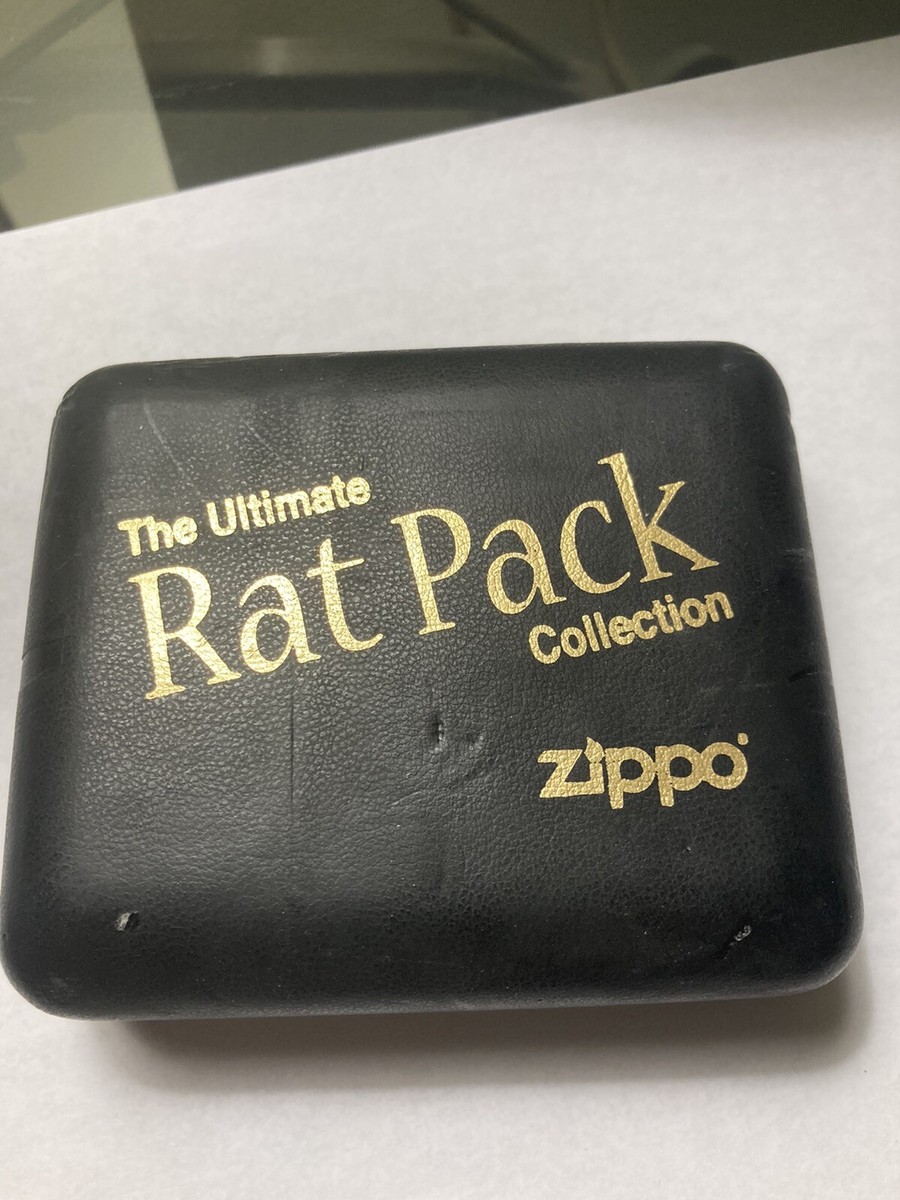 The Ultimate
Rat Pack
Collection
zippo